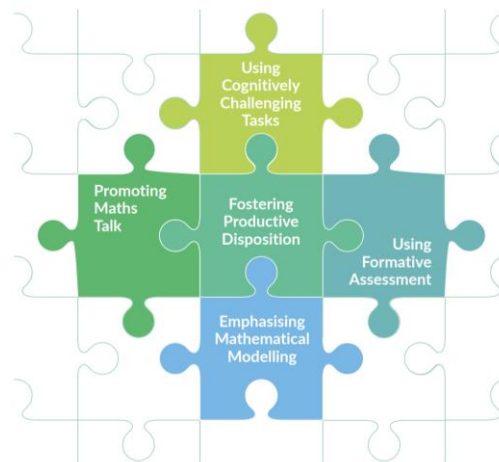 Using
Cognitively
Challenging
Tasks
Promoting
Maths
Talk
Fostering
Productive
Disposition
Using
Formative
Assessment
Emphasising
Mathematical
Modelling